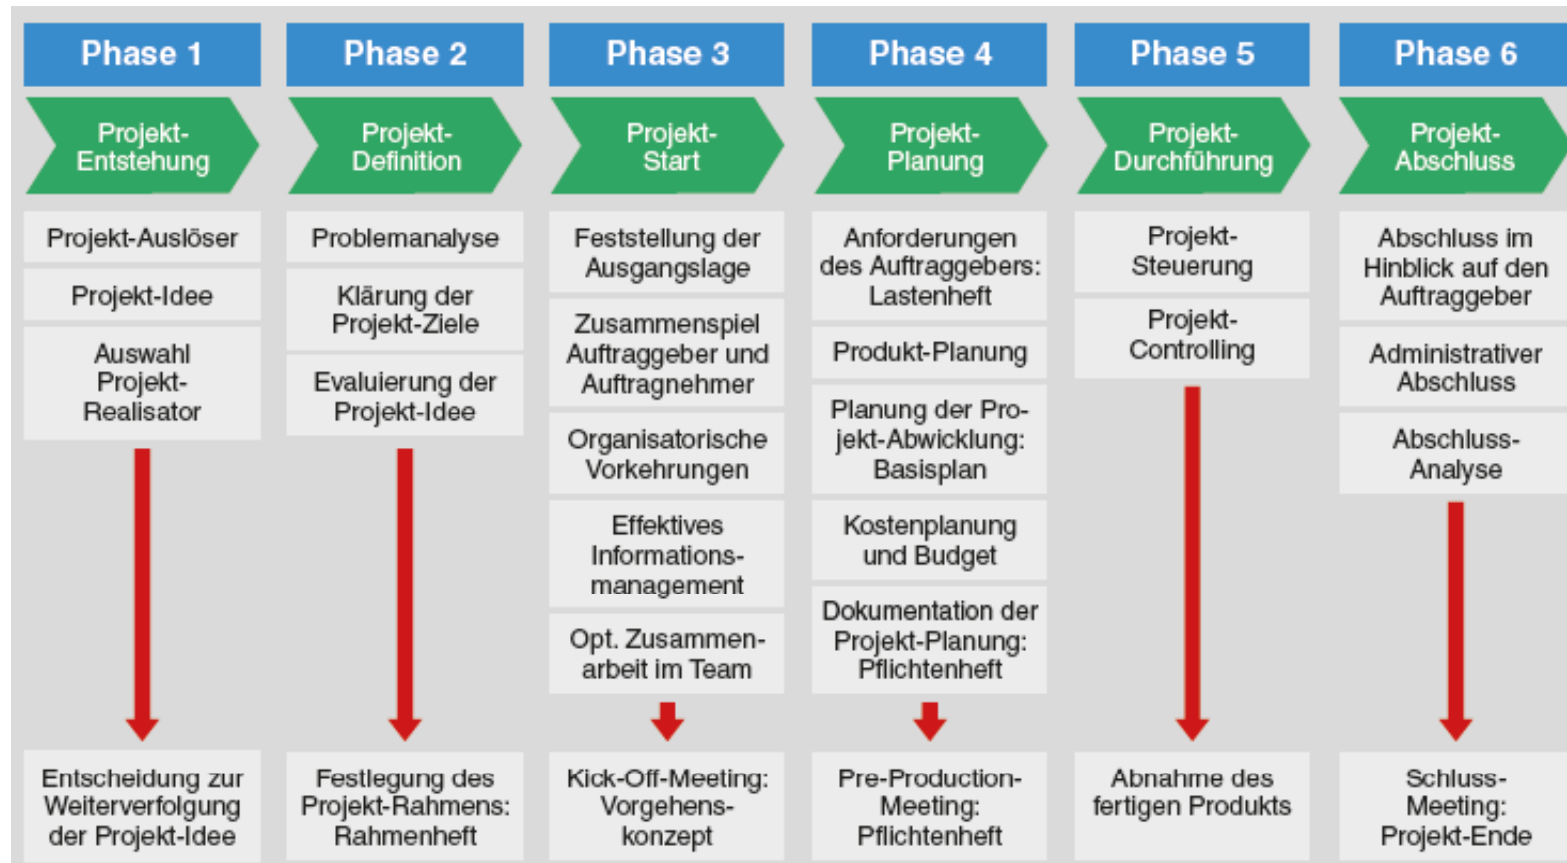 Phase 1
Projekt-
Entstehung
Projekt-Auslöser
Projekt-Idee
Auswahl
Projekt-
Realisator
Entscheidung zur
Weiterverfolgung
der Projekt-Idee
Phase 2
Projekt-
Definition
Problemanalyse
Klärung der
Projekt-Ziele
Evaluierung der
Projekt-Idee
Festlegung des
Projekt-Rahmens:
Rahmenheft
Phase 3
Projekt-
Start
Feststellung der
Ausgangslage
Zusammenspiel
Auftraggeber und
Auftragnehmer
Organisatorische
Vorkehrungen
Effektives
Informations-
management
Opt. Zusammen-
arbeit im Team
Kick-Off-Meeting:
Vorgehens-
konzept
Phase 4
Projekt-
Planung
Anforderungen
des Auftraggebers:
Lastenheft
Produkt-Planung
Planung der Pro-
jekt-Abwicklung:
Basisplan
Kostenplanung
und Budget
Dokumentation der
Projekt-Planung:
Pflichtenheft
Pre-Production-
Meeting:
Pflichtenheft
Phase 5
Projekt-
Durchführung
Projekt-
Steuerung
Projekt-
Controlling
Abnahme des
fertigen Produkts
Phase 6
Projekt-
Abschluss
Abschluss im
Hinblick auf den
Auftraggeber
Administrativer
Abschluss
Abschluss-
Analyse
Schluss-
Meeting:
Projekt-Ende